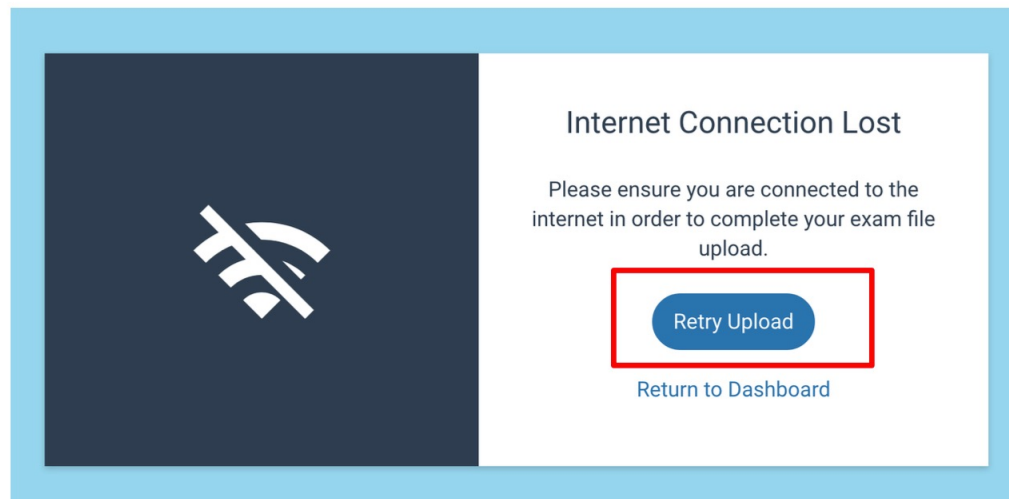 Internet Connection Lost
Please ensure you are connected to the
internet in order to complete your exam file
upload.
Retry Upload
Return to Dashboard